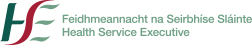 Feidhmeannacht na Seirbhíse Sláinte
Health Service Executive